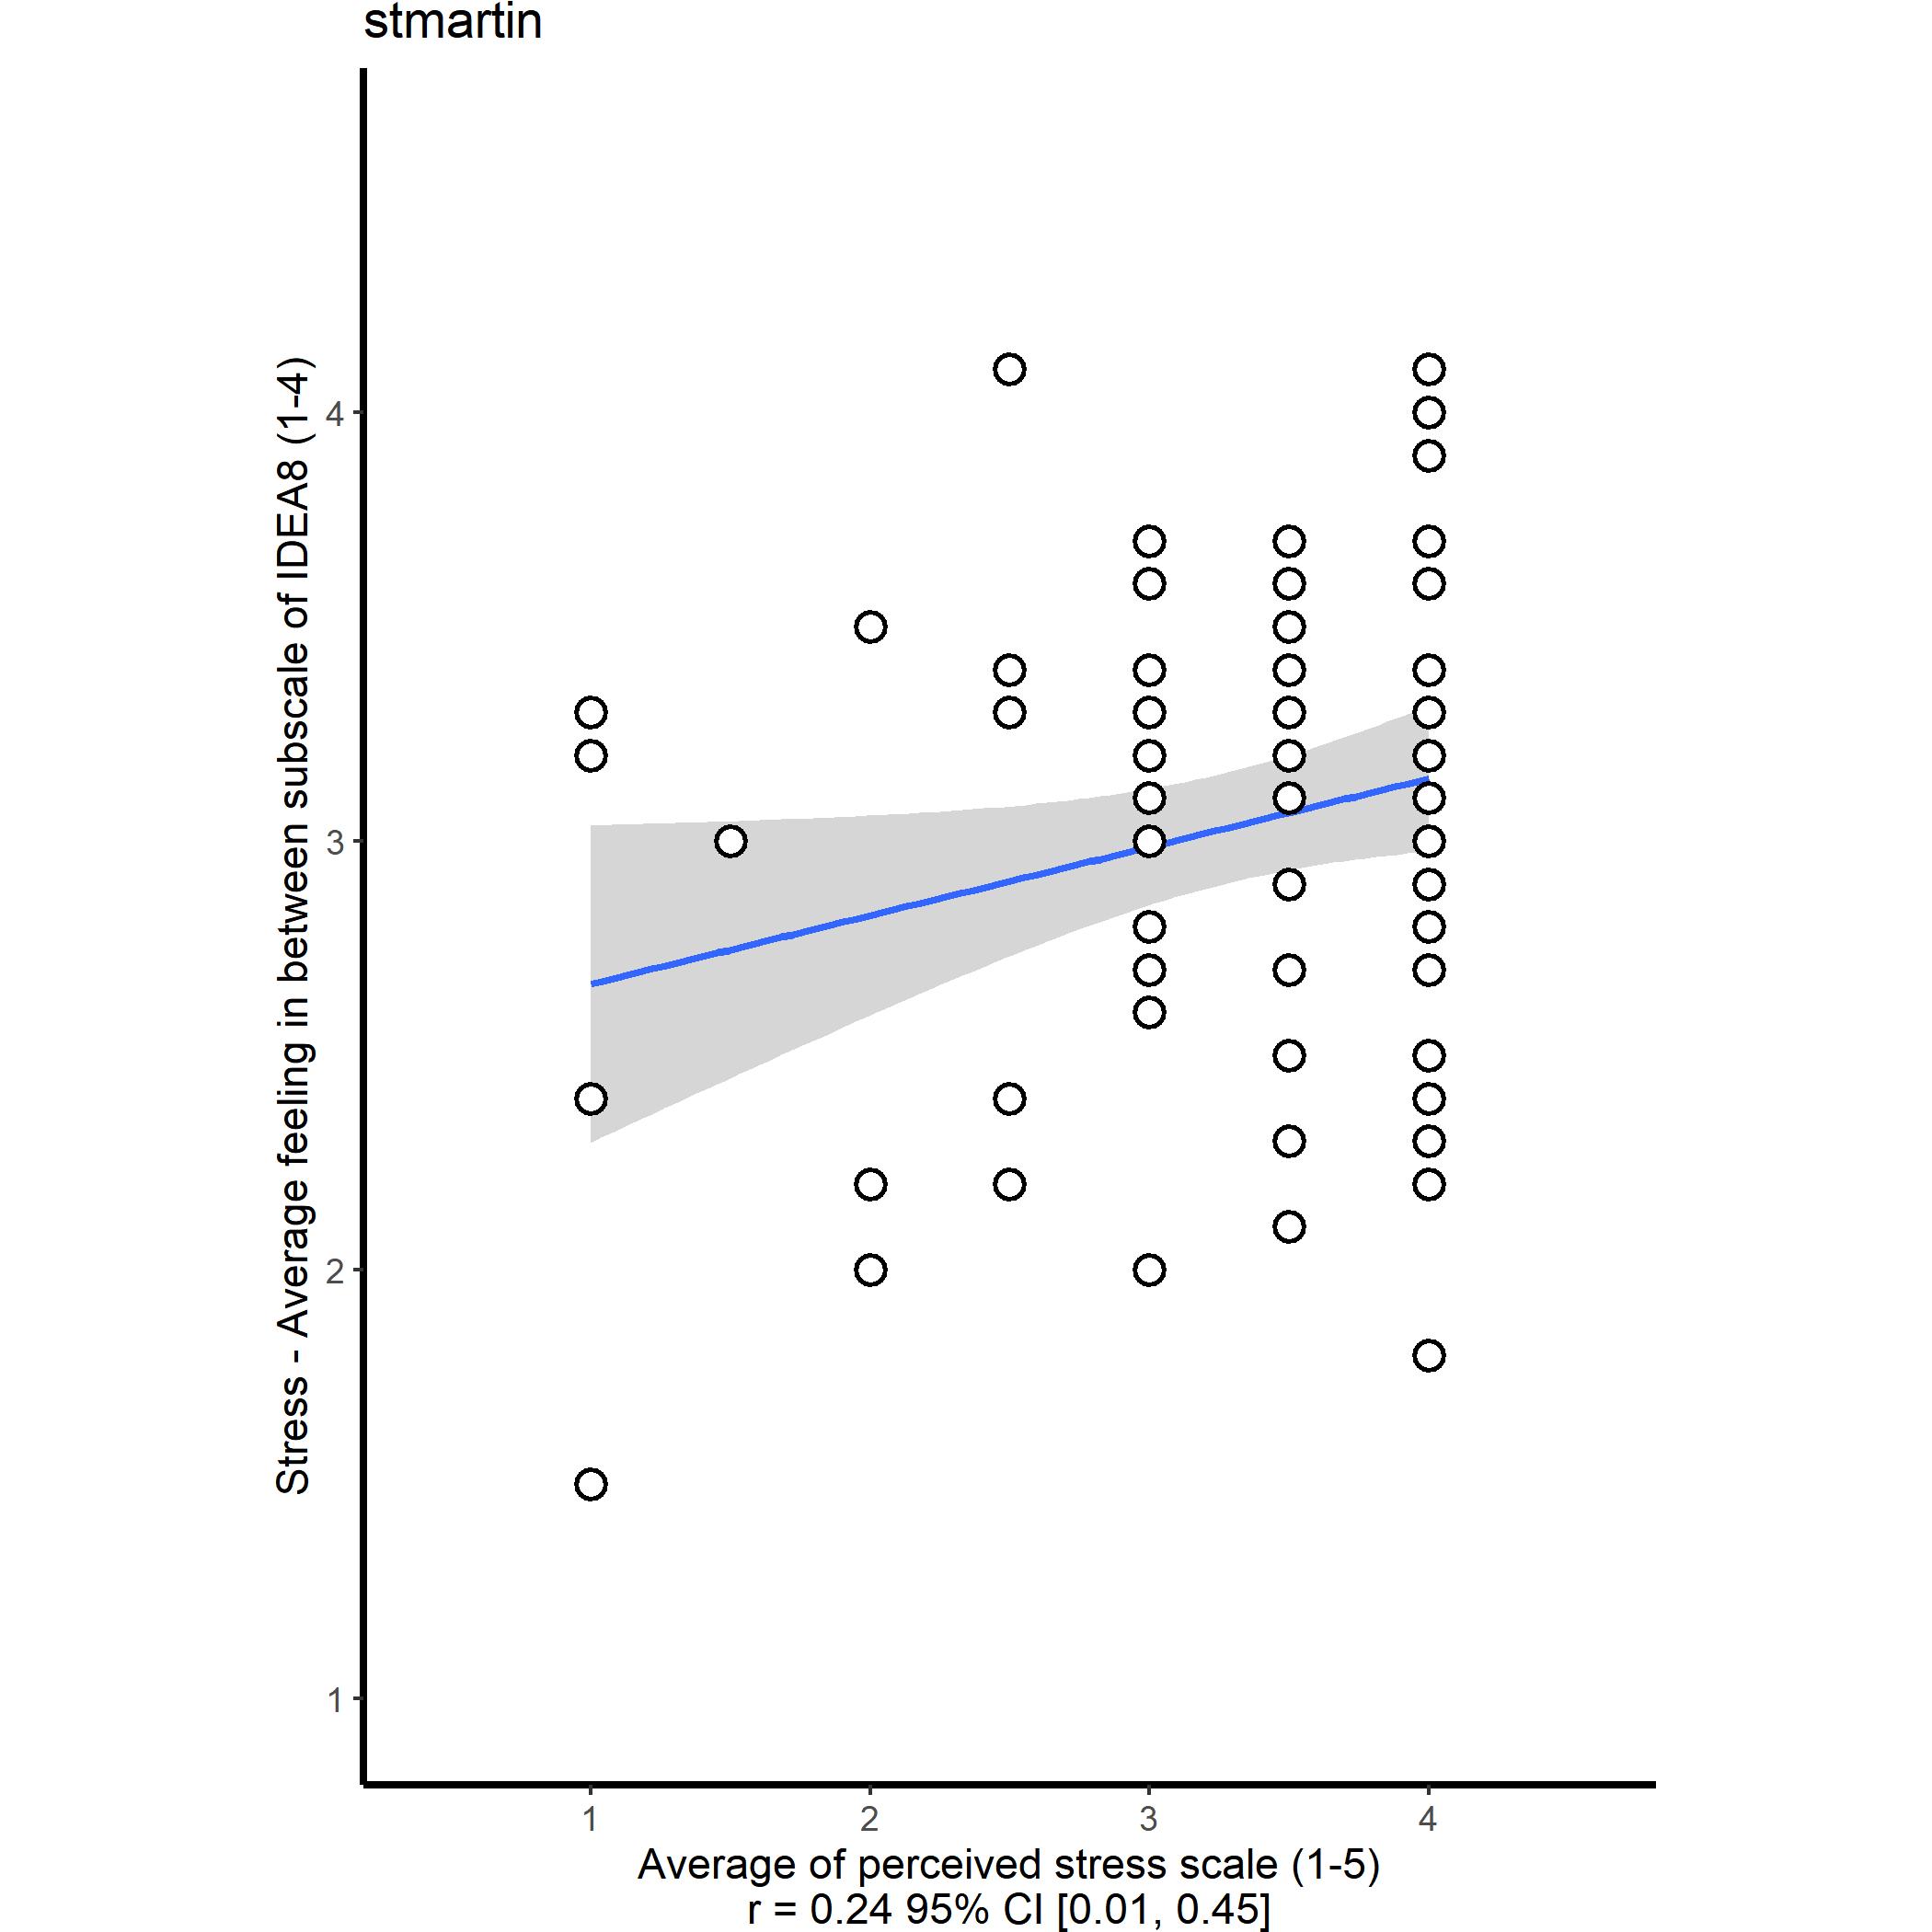 stmartin
Stress - Average feeling in between subscale of IDEA8 (1-4)
4
3
2
1
1 2 3 4
Average of perceived stress scale (1-5)
r = 0.24 95% CI [0.01, 0.45]